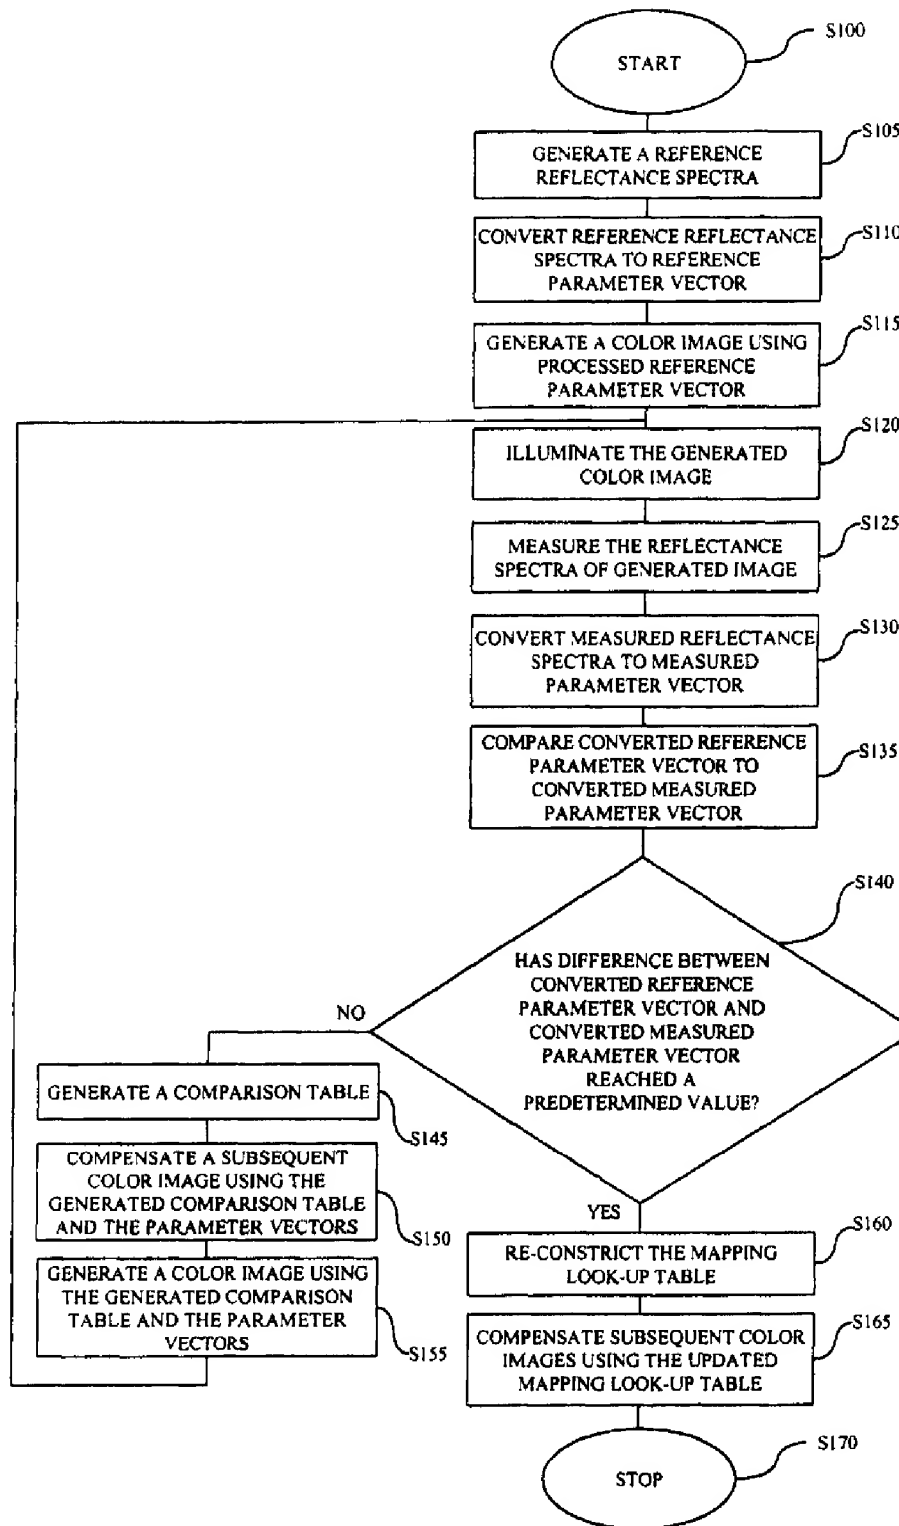 S100
START
S105
GENERATE A REFERENCE
REFLECTANCE SPECTRA
S110
CONVERT REFERENCE REFLECTANCE
SPECTRA TO REFERENCE
PARAMETER VECTOR
S115
GENERATE A COLOR IMAGE USING
PROCESSED REFERENCE
PARAMETER VECTOR
S120
ILLUMINATE THE GENERATED
COLOR IMAGE
S125
MEASURE THE REFLECTANCE
SPECTRA OF GENERATED IMAGE
S130
CONVERT MEASURED REFLECTANCE
SPECTRA TO MEASURED
PARAMETER VECTOR
S135
COMPARE CONVERTED REFERENCE
PARAMETER VECTOR TO
CONVERTED MEASURED
PARAMETER VECTOR
S140
HAS DIFFERENCE BETWEEN
CONVERTED REFERENCE
PARAMETER VECTOR AND
CONVERTED MEASURED
PARAMETER VECTOR
REACHED A
PREDETERMINED VALUE?
NO
GENERATE A COMPARISON TABLE
S145
COMPENSATE A SUBSEQUENT
COLOR IMAGE USING THE
GENERATED COMPARISON TABLE
AND THE PARAMETER VECTORS
S150
GENERATE A COLOR IMAGE USING
THE GENERATED COMPARISON
TABLE AND THE PARAMETER
VECTORS
S155
YES
S160
RE-CONSTRICT THE MAPPING
LOOK-UP TABLE
S165
COMPENSATE SUBSEQUENT COLOR
IMAGES USING THE UPDATED
MAPPING LOOK-UP TABLE
S170
STOP